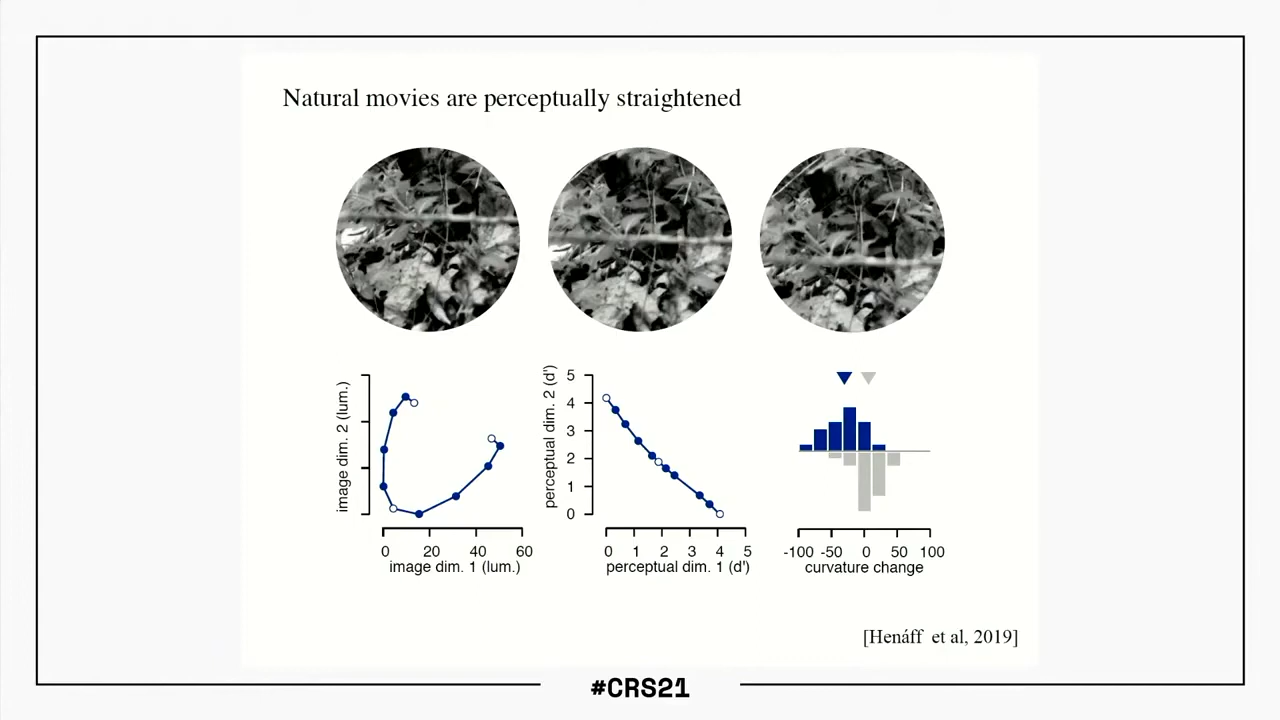 Natural movies are perceptually straightened
image dim. 2 (lum.)
0 20 40 60
image dim. 1 (lum.)
perceptual dim. 2 (d')
5
4
3
2
1
0
0 1 2 3 4 5
perceptual dim. 1 (d')
-100 -50 0 50 100
curvature change
[Henáff et al, 2019]
#CRS21